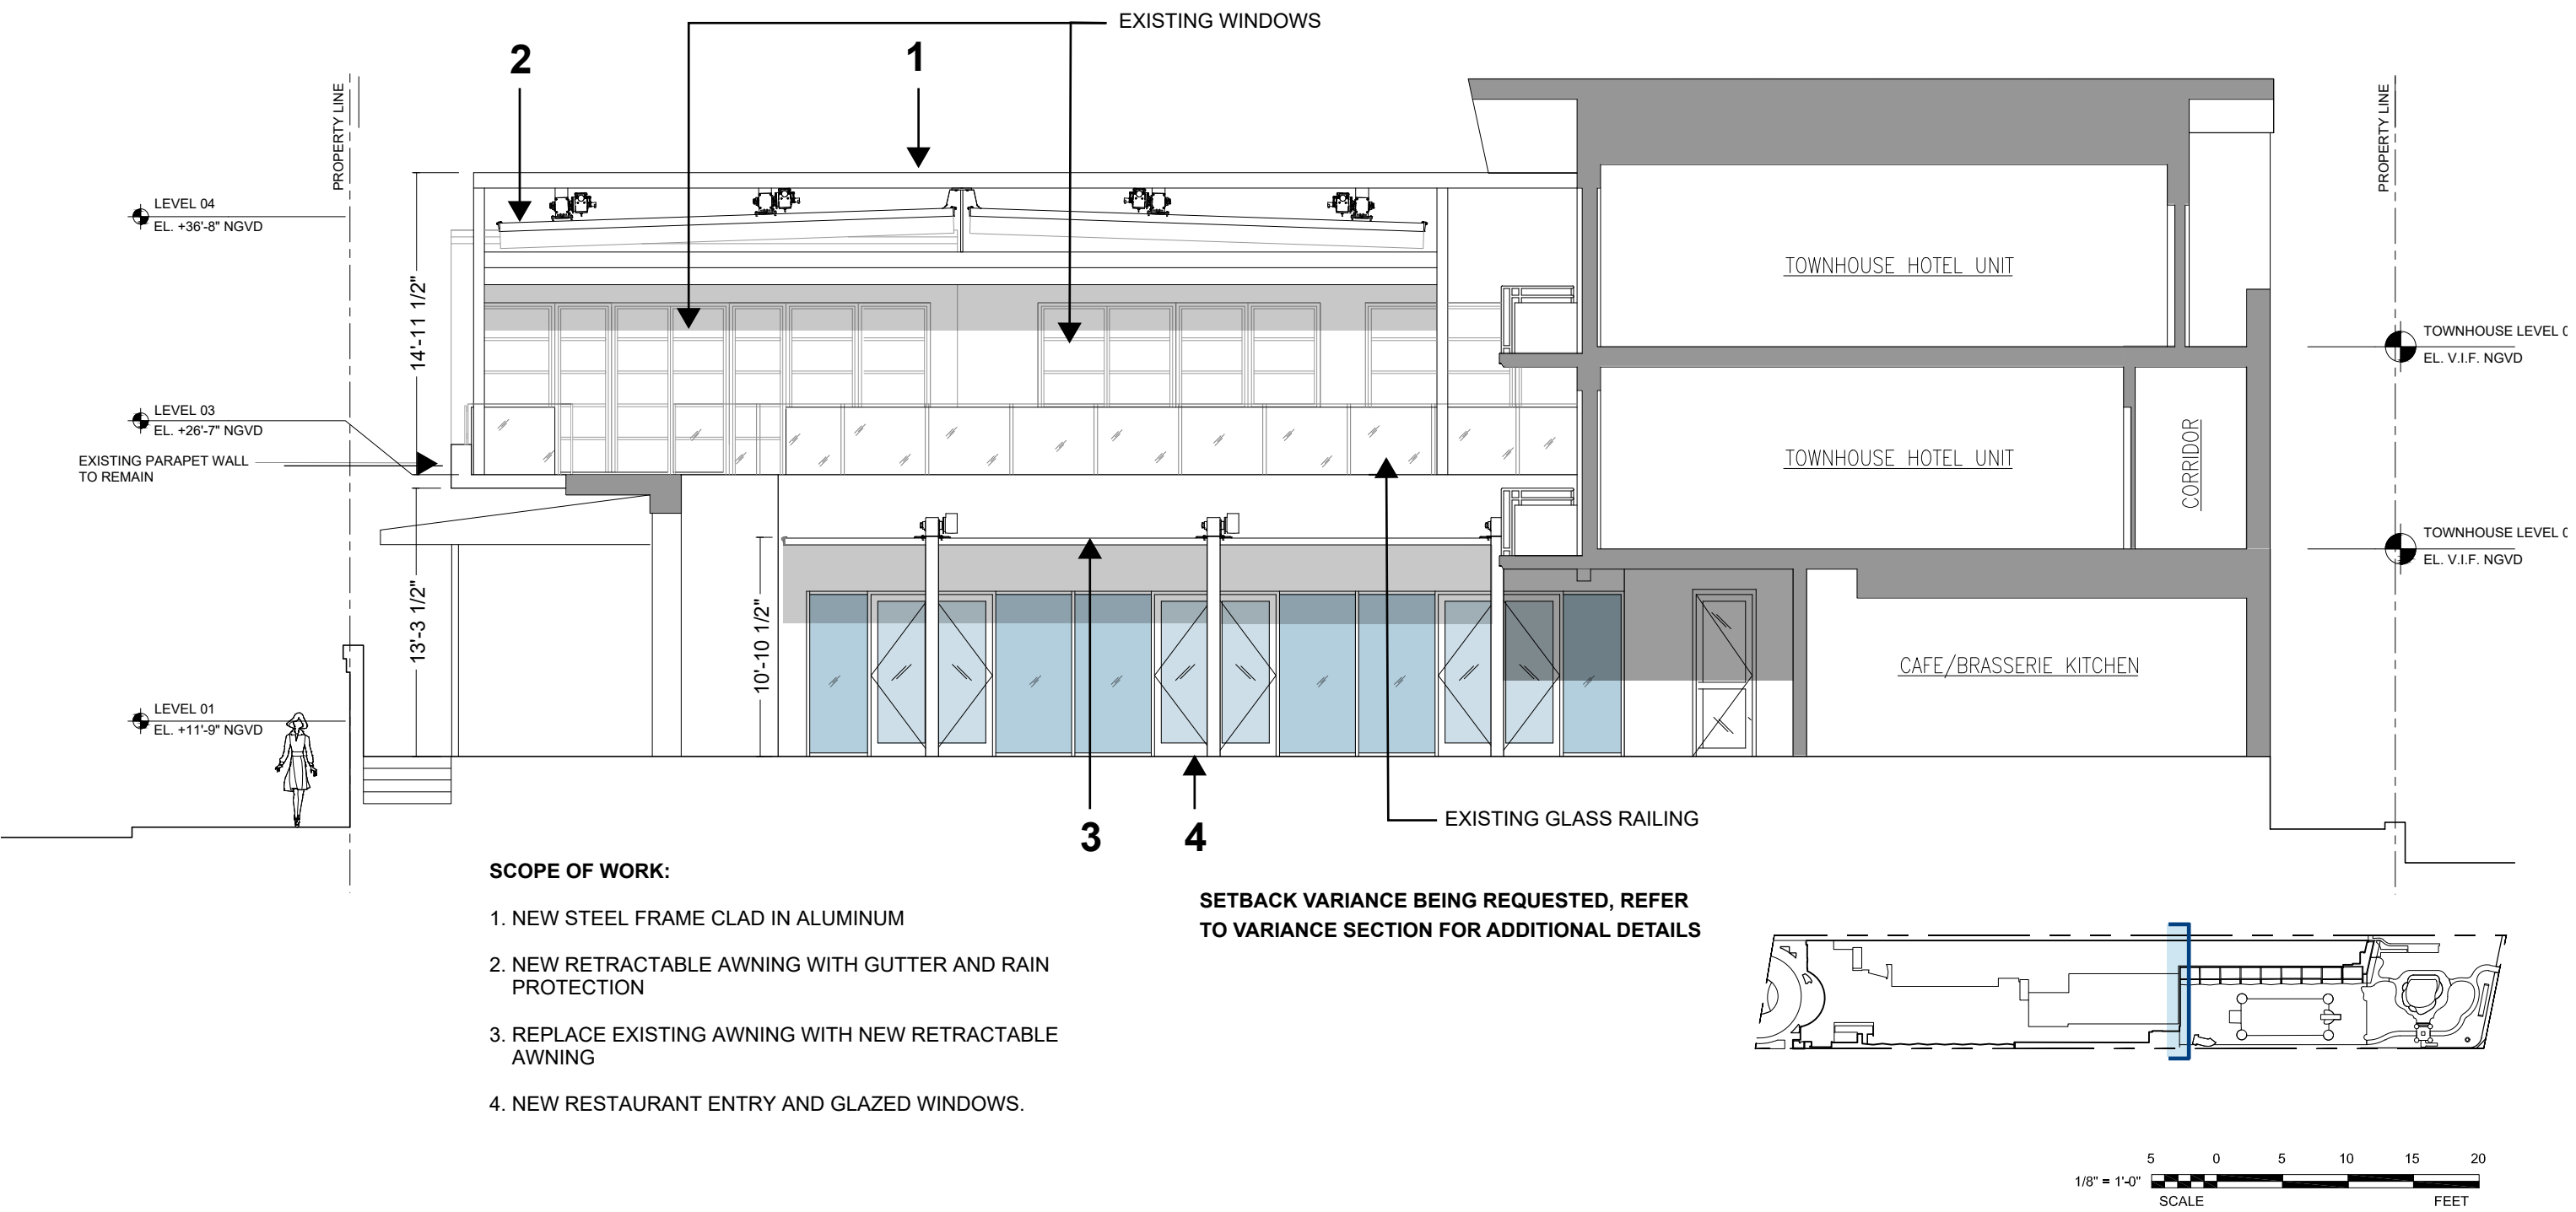 EXISTING WINDOWS
2
1
PROPERTY LINE
PROPERTY LINE
LEVEL 04
EL. +36'-8" NGVD
14'-11 1/2"
TOWNHOUSE HOTEL UNIT
TOWNHOUSE LEVEL
EL. V.I.F. NGVD
LEVEL 03
EL. +26'-7" NGVD
EXISTING PARAPET WALL
TO REMAIN
TOWNHOUSE HOTEL UNIT
CORRIDOR
TOWNHOUSE LEVEL
EL. V.I.F. NGVD
13'-3 1/2"
10'-10 1/2"
CAFE/BRASSERIE KITCHEN
LEVEL 01
EL. +11'-9" NGVD
3
4
EXISTING GLASS RAILING
SCOPE OF WORK:
1. NEW STEEL FRAME CLAD IN ALUMINUM
2. NEW RETRACTABLE AWNING WITH GUTTER AND RAIN
PROTECTION
3. REPLACE EXISTING AWNING WITH NEW RETRACTABLE
AWNING
4. NEW RESTAURANT ENTRY AND GLAZED WINDOWS.
SETBACK VARIANCE BEING REQUESTED, REFER
TO VARIANCE SECTION FOR ADDITIONAL DETAILS
5 0 5 10 15 20
1/8" = 1'-0"
SCALE FEET